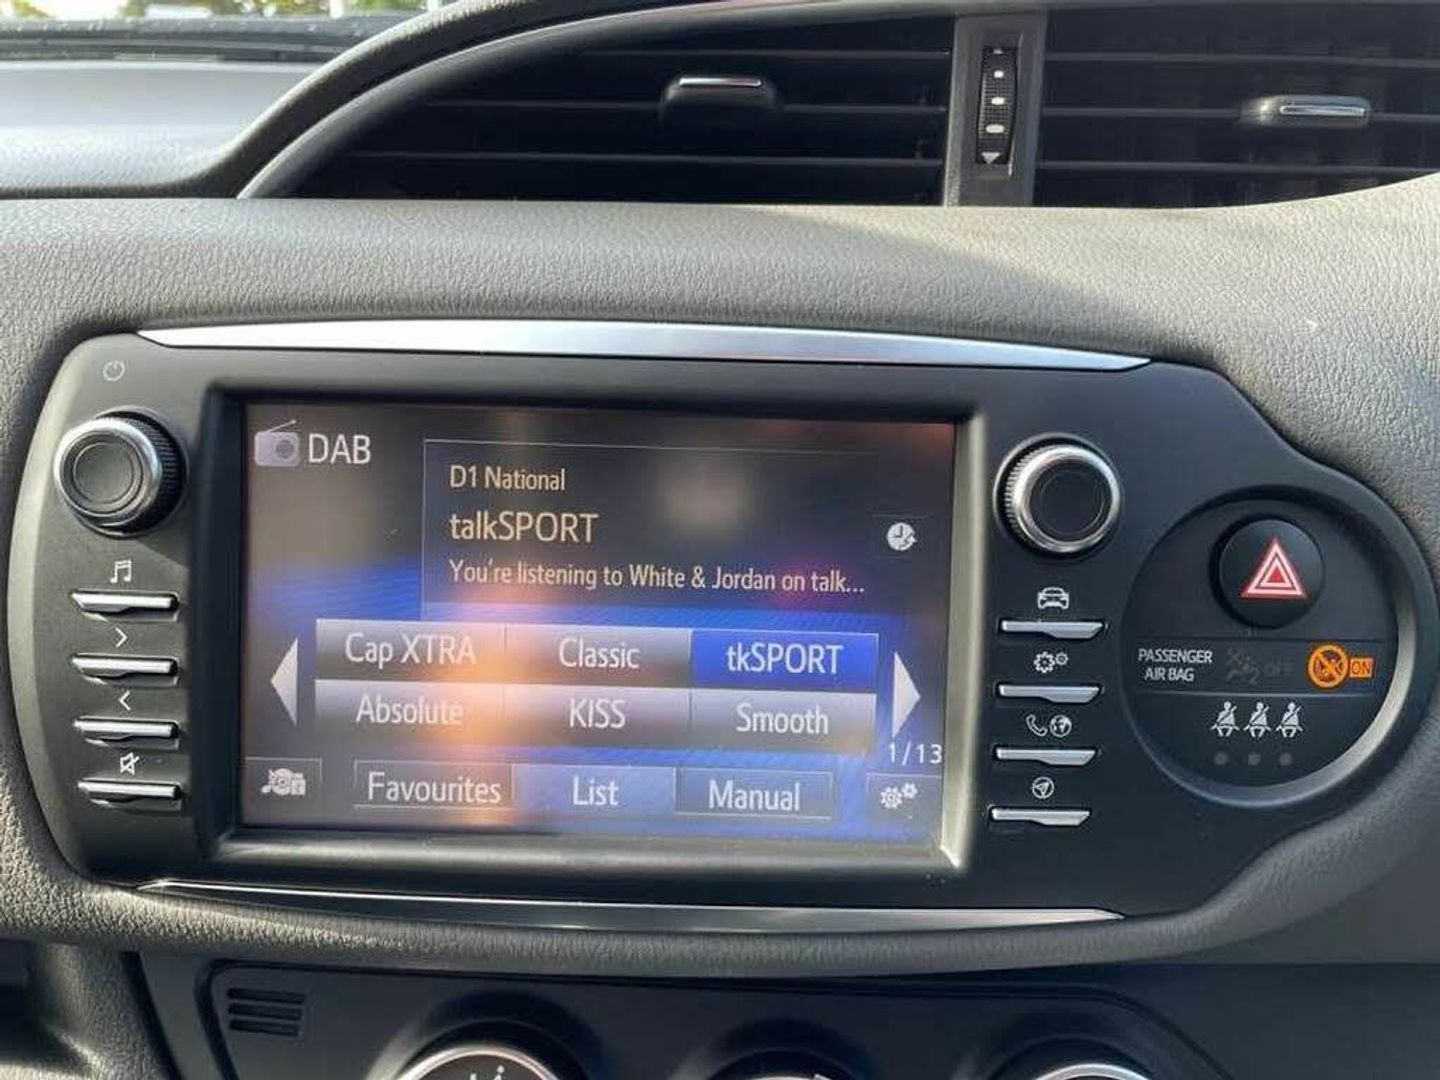 DAB
D1 National
talkSPORT
You're listening to White & Jordan on talk...
Cap XTRA Classic tkSPORT
Absolute KISS Smooth
1/13
Favourites List Manual
PASSENGER
AIR BAG
OFF
ON